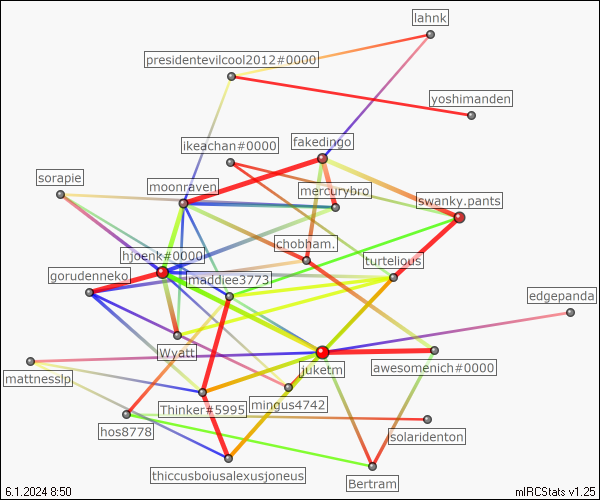 lahnk
presidentevilcool2012#0000
yoshimanden
ikeachan#0000
fakedingo
sorapie
moonraven
mercurybro
swanky.pants
chobham.
hjoenk#0000
turtelious
gorudenneko
maddiee3773
edgepanda
Wyatt
juketm
awesomenich#0000
mattnesslp
Thinker#5995
mingus4742
hos8778
solaridenton
thiccusboiusalexusjoneus
Bertram
6.1.2024 8:50
mIRCStats v1.25